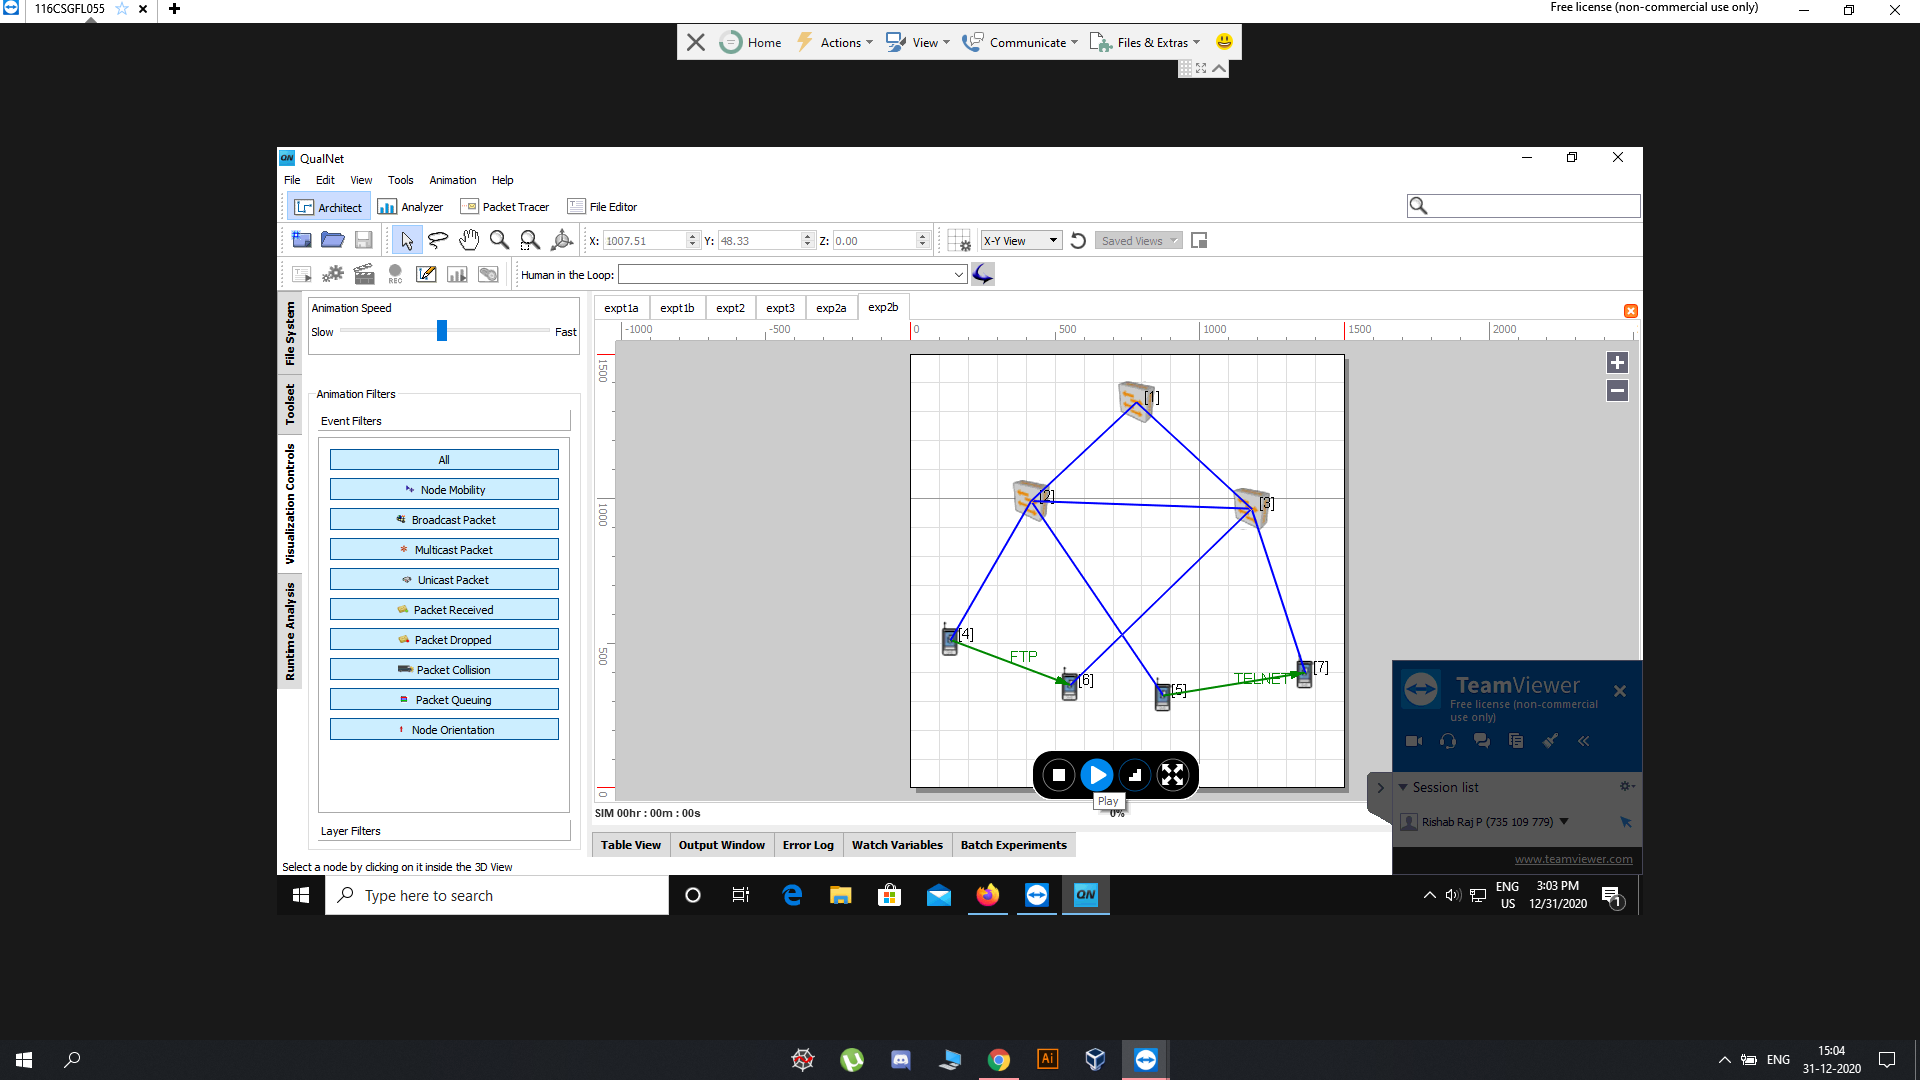 116CSGFL055
Free license (non-commercial use only)
Home
Actions
View
Communicate
Files & Extras
QN QualNet
File Edit View Tools Animation Help
Architect Analyzer Packet Tracer File Editor
X: 1007.51 Y: 48.33 Z: 0.00 X-Y View Saved Views
REC Human in the Loop:
File System
Toolset
Visualization Controls
Runtime Analysis
Animation Speed
Slow Fast
Animation Filters
Event Filters
All
Node Mobility
Broadcast Packet
Multicast Packet
Unicast Packet
Packet Received
Packet Dropped
Packet Collision
Packet Queuing
Node Orientation
Layer Filters
Select a node by clicking on it inside the 3D View
expt1a expt1b expt2 expt3 exp2a exp2b
-1000 -500 0 500 1000 1500 2000
1500
1000
500
0
[1]
[2]
[3]
[4]
FTP
[6]
[5]
TELNET
[7]
Play
SIM 00hr : 00m : 00s
0%
Table View Output Window Error Log Watch Variables Batch Experiments
TeamViewer
Free license (non-commercial
use only)
Session list
Rishab Raj P (735 109 779)
www.teamviewer.com
Type here to search
QN
ENG
US
3:03 PM
12/31/2020
1
Ai
ENG
15:04
31-12-2020